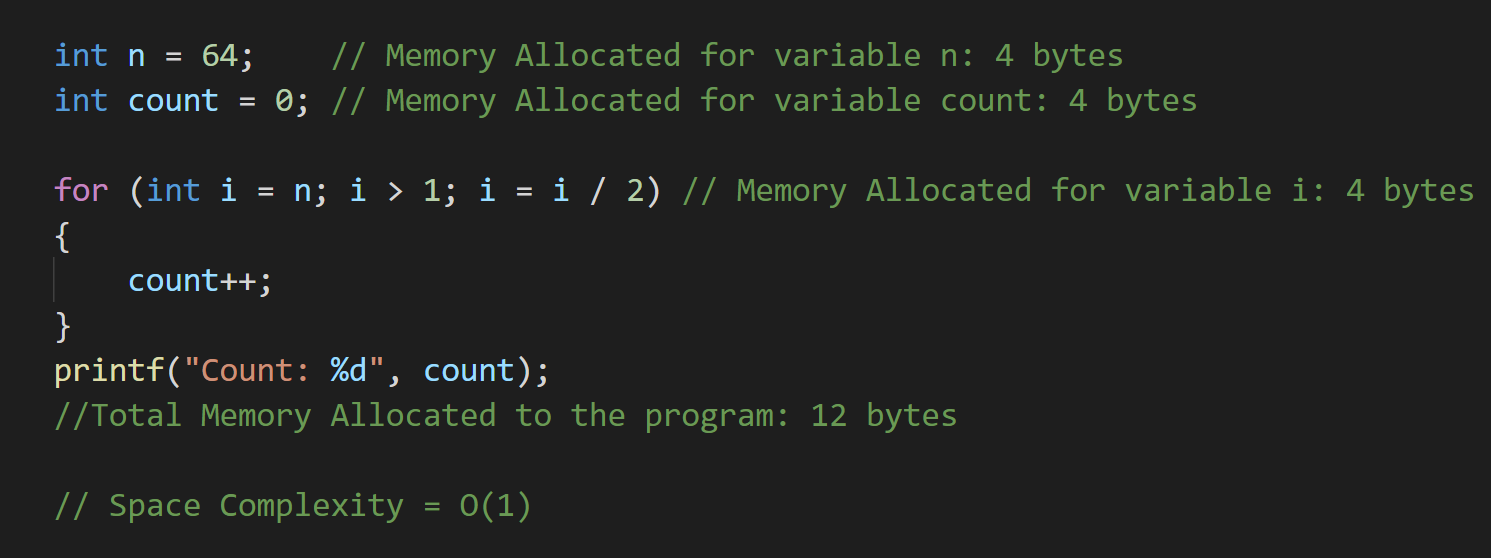 int n = 64;    // Memory Allocated for variable n: 4 bytes
int count = 0; // Memory Allocated for variable count: 4 bytes
for (int i = n; i > 1; i = i / 2) // Memory Allocated for variable i: 4 bytes
{
    count++;
}
printf("Count: %d", count);
//Total Memory Allocated to the program: 12 bytes
// Space Complexity = O(1)